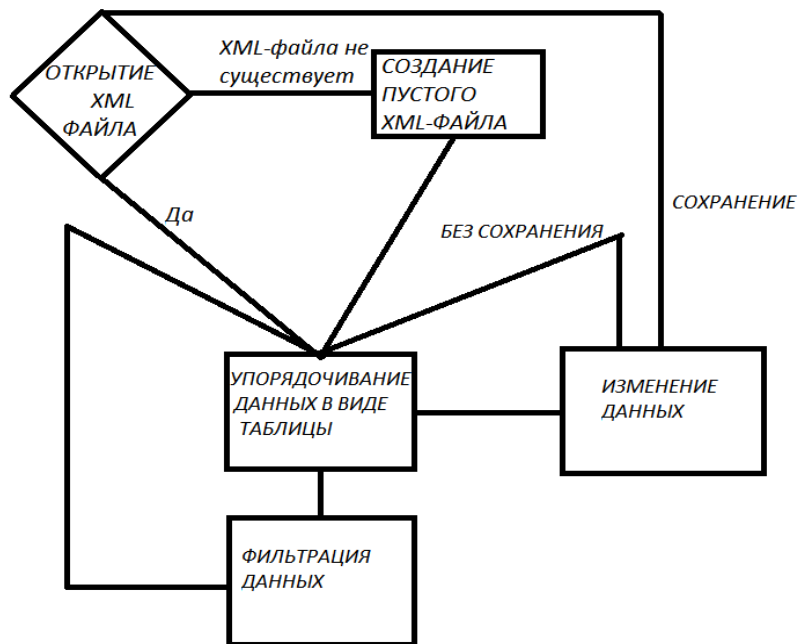 ОТКРЫТИЕ
XML
ФАЙЛА
XML-файла не
существует
СОЗДАНИЕ
ПУСТОГО
XML-ФАЙЛА
Да
БЕЗ СОХРАНЕНИЯ
СОХРАНЕНИЕ
УПОРЯДОЧИВАНИЕ
ДАННЫХ В ВИДЕ
ТАБЛИЦЫ
ИЗМЕНЕНИЕ
ДАННЫХ
ФИЛЬТРАЦИЯ
ДАННЫХ